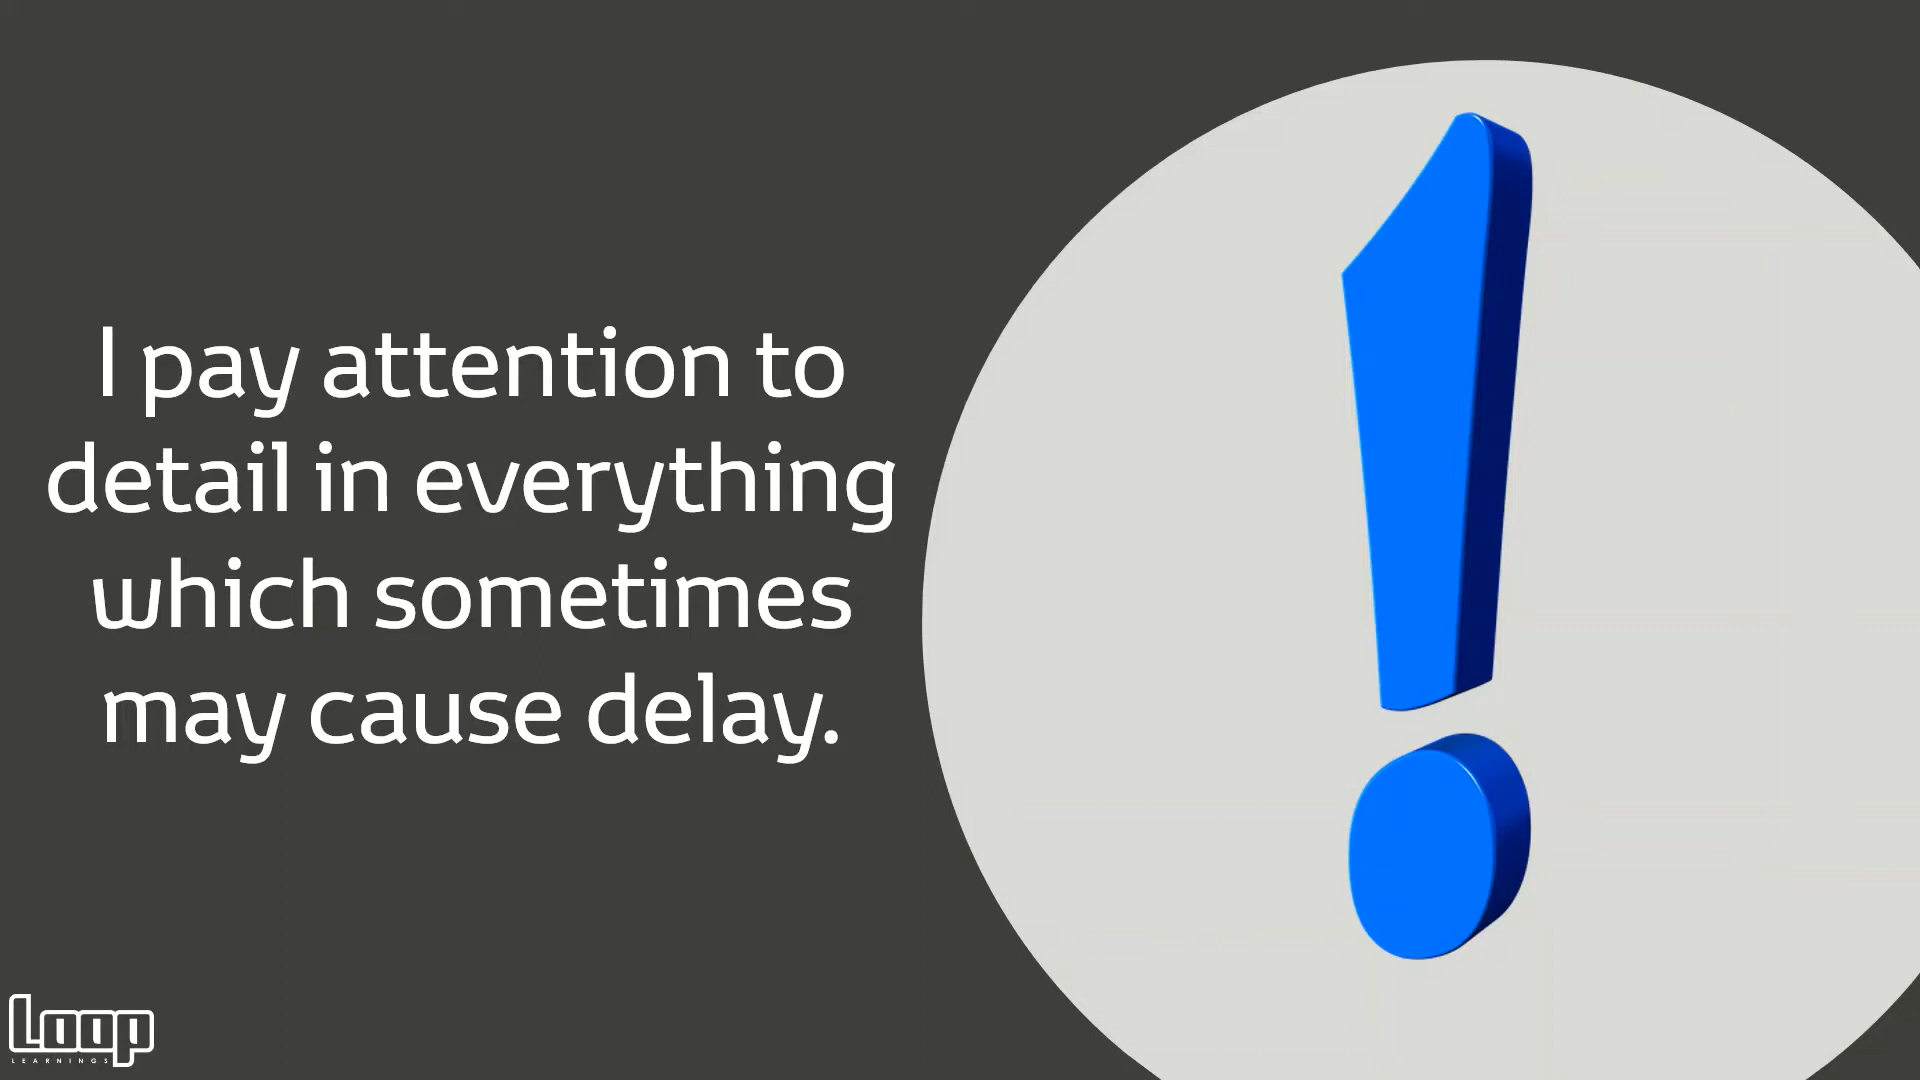 I pay attention to
detail in everything
which sometimes
may cause delay.
Loop
LEARNINGS